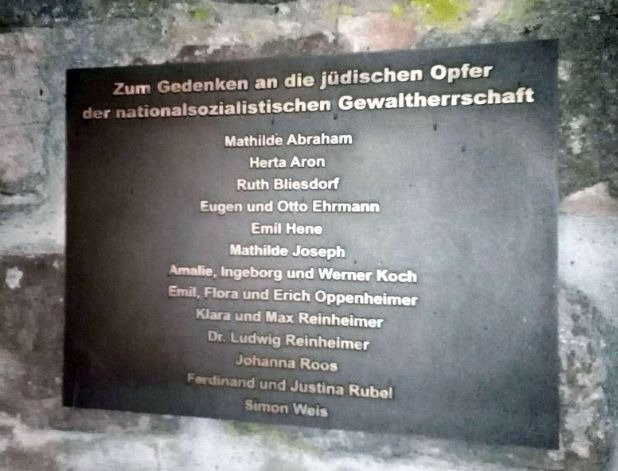 Zum Gedenken an die jüdischen Opfer
der nationalsozialistischen Gewaltherrschaft
Mathilde Abraham
Herta Aron
Ruth Bliesdorf
Eugen und Otto Ehrmann
Emil Hene
Mathilde Joseph
Amalie, Ingeborg und Werner Koch
Emil, Flora und Erich Oppenheimer
Klara und Max Reinheimer
Dr. Ludwig Reinheimer
Johanna Roos
Ferdinand und Justina Rubel
Simon Weis